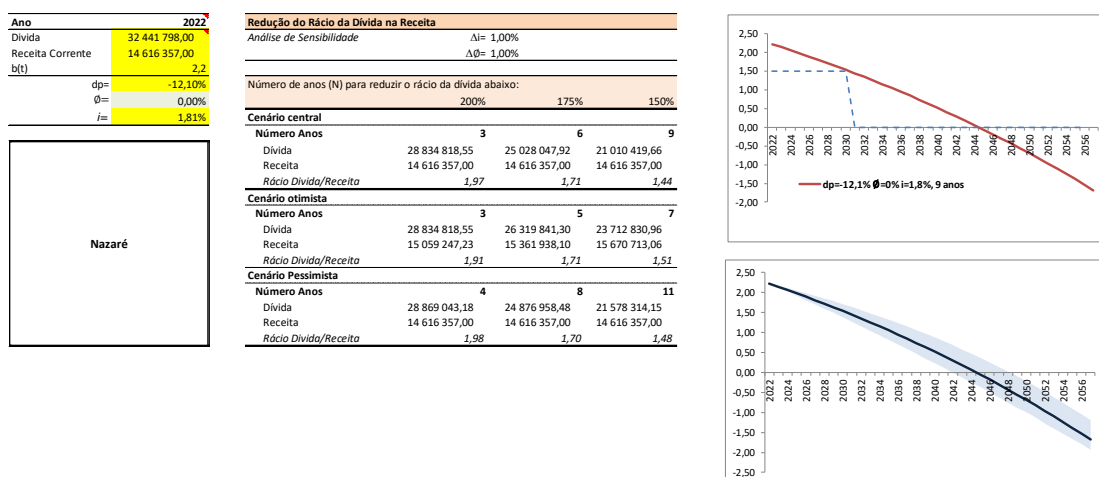 Ano 2022
Divida 32 441 798,00
Receita Corrente 14 616 357,00
b(t) 2,2
dp= -12,10%
Ø= 0,00%
i= 1,81%
Nazaré
Redução do Rácio da Dívida na Receita
Análise de Sensibilidade Δi= 1,00%
ΔØ= 1,00%
Número de anos (N) para reduzir o rácio da dívida abaixo:
200% 175% 150%
Cenário central
Número Anos 3 6 9
Dívida 28 834 818,55 25 028 047,92 21 010 419,66
Receita 14 616 357,00 14 616 357,00 14 616 357,00
Rácio Divida/Receita 1,97 1,71 1,44
Cenário otimista
Número Anos 3 5 7
Dívida 28 834 818,55 26 319 841,30 23 712 830,96
Receita 15 059 247,23 15 361 938,10 15 670 713,06
Rácio Divida/Receita 1,91 1,71 1,51
Cenário Pessimista
Número Anos 4 8 11
Dívida 28 869 043,18 24 876 958,48 21 578 314,15
Receita 14 616 357,00 14 616 357,00 14 616 357,00
Rácio Divida/Receita 1,98 1,70 1,48
2,50
2,00
1,50
1,00
0,50
0,00
-0,50
-1,00
-1,50
-2,00
2022 2024 2026 2028 2030 2032 2034 2036 2038 2040 2042 2044 2046 2048 2050 2052 2054 2056
dp=-12,1% Ø=0% i=1,8%, 9 anos
2,50
2,00
1,50
1,00
0,50
0,00
-0,50
-1,00
-1,50
-2,00
-2,50
2022 2024 2026 2028 2030 2032 2034 2036 2038 2040 2042 2044 2046 2048 2050 2052 2054 2056